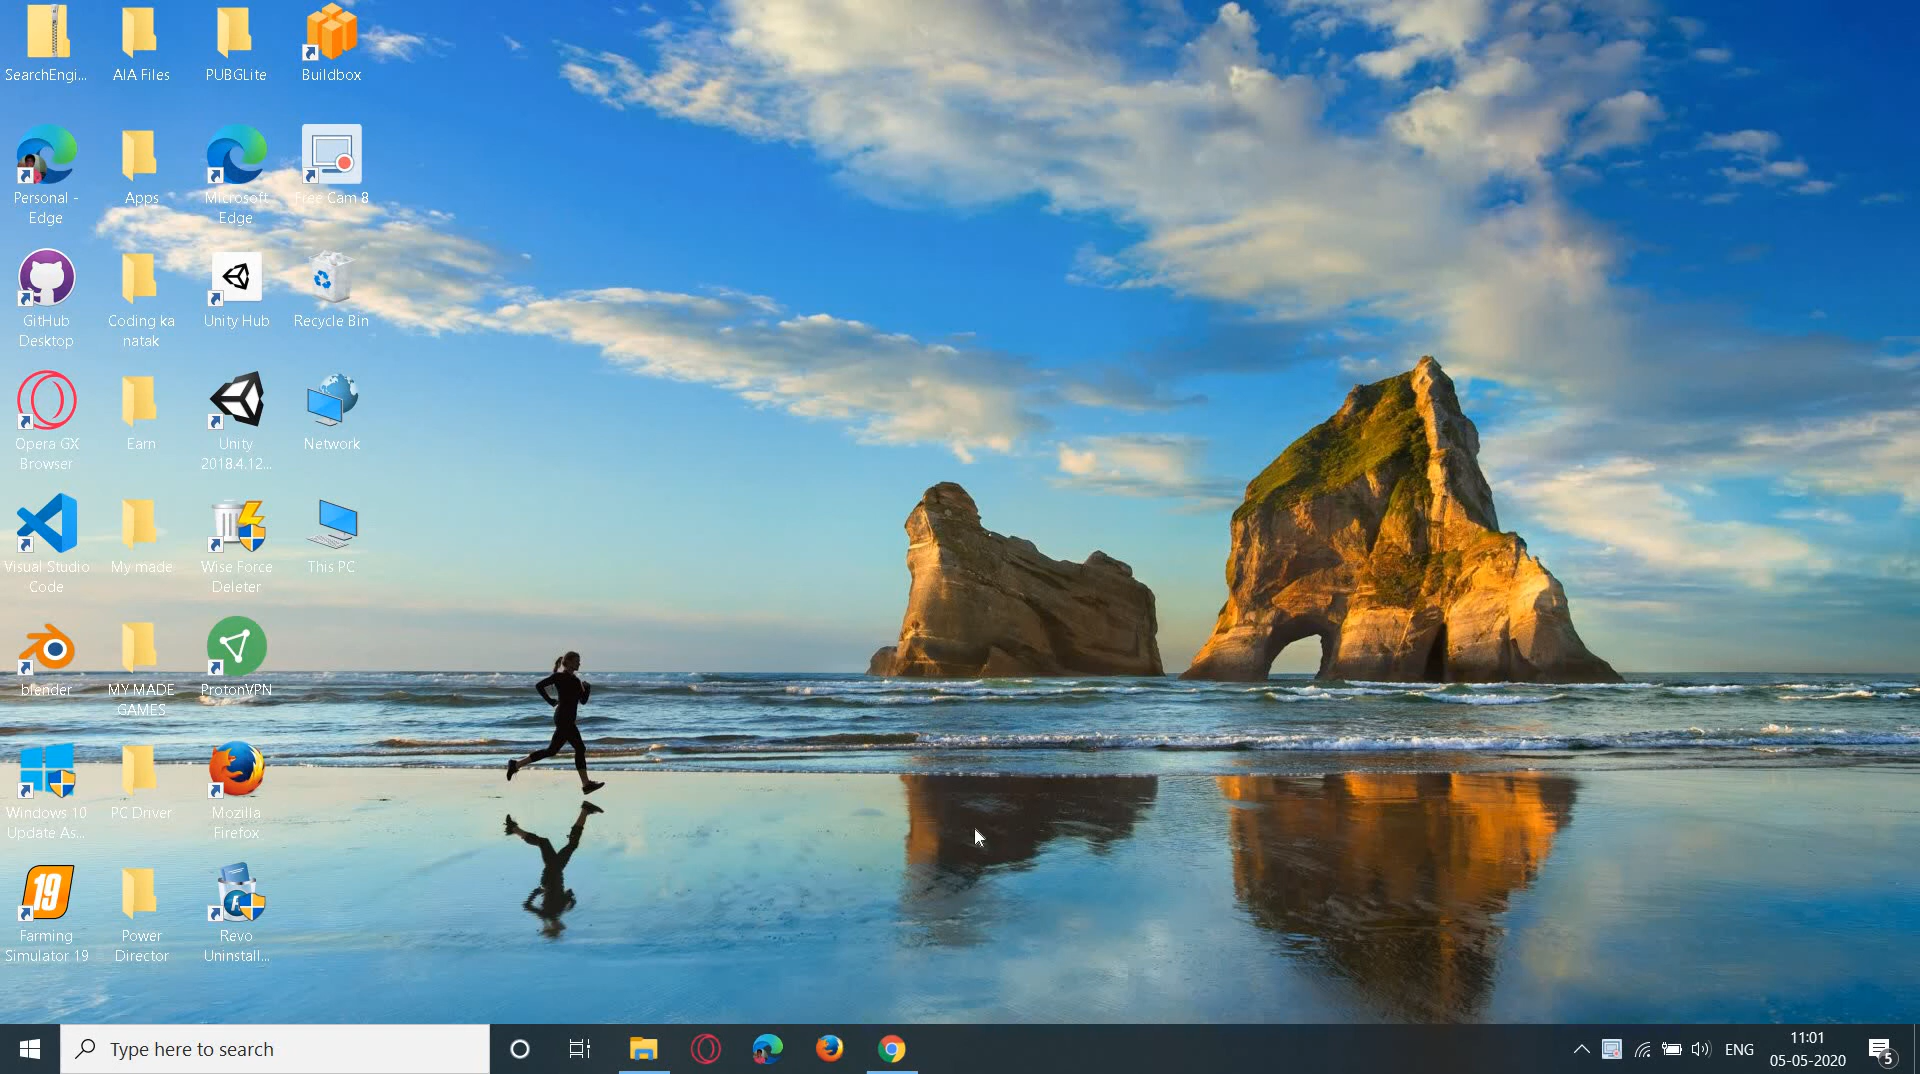 SearchEngi...
AIA Files
PUBGLite
Buildbox
Personal -
Edge
Apps
Microsoft
Edge
Free Cam 8
GitHub
Desktop
Coding ka
natak
Unity Hub
Recycle Bin
Opera GX
Browser
Earn
Unity
2018.4.12...
Network
Visual Studio
Code
My made
Wise Force
Deleter
This PC
blender
MY MADE
GAMES
ProtonVPN
Windows 10
Update As...
PC Driver
Mozilla
Firefox
19
Farming
Simulator 19
Power
Director
Revo
Uninstall...
Type here to search
ENG
11:01
05-05-2020
5